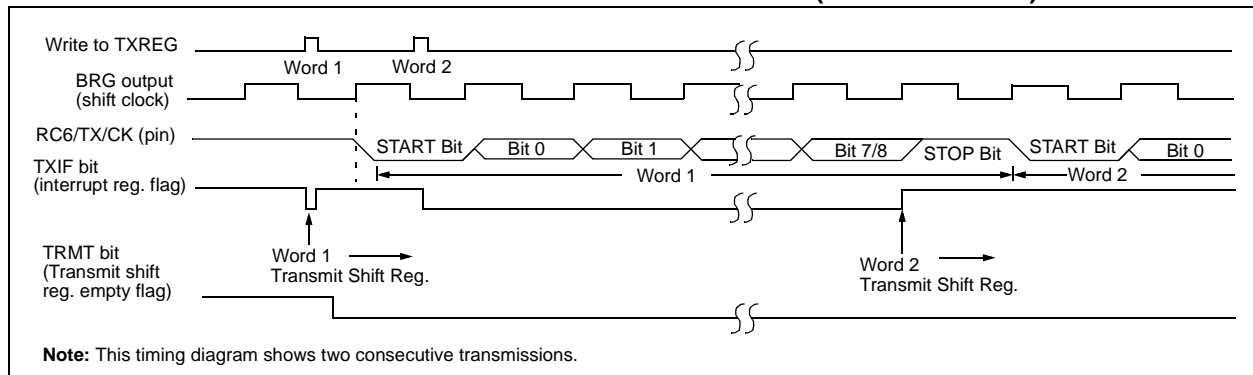 Write to TXREG
Word 1
Word 2
BRG output
(shift clock)
RC6/TX/CK (pin)
START Bit
Bit 0
Bit 1
Bit 7/8
STOP Bit
START Bit
Bit 0
TXIF bit
(interrupt reg. flag)
Word 1
Word 2
TRMT bit
(Transmit shift
reg. empty flag)
Word 1
Transmit Shift Reg.
Word 2
Transmit Shift Reg.
Note: This timing diagram shows two consecutive transmissions.